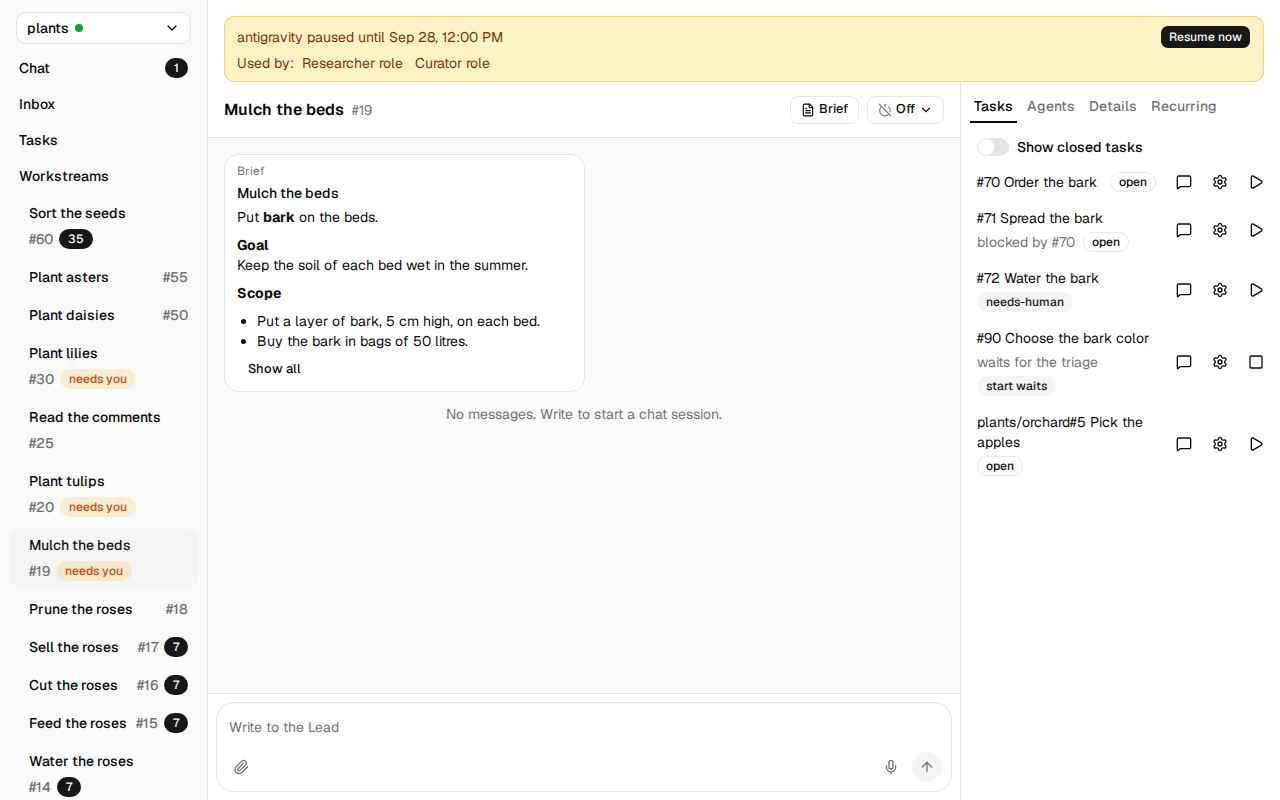 plants
Chat 1
Inbox
Tasks
Workstreams
Sort the seeds
#60 35
Plant asters #55
Plant daisies #50
Plant lilies
#30 needs you
Read the comments
#25
Plant tulips
#20 needs you
Mulch the beds
#19 needs you
Prune the roses #18
Sell the roses #17 7
Cut the roses #16 7
Feed the roses #15 7
Water the roses
#14 7
antigravity paused until Sep 28, 12:00 PM
Resume now
Used by: Researcher role Curator role
Mulch the beds #19
Brief
Off
Brief
Mulch the beds
Put bark on the beds.
Goal
Keep the soil of each bed wet in the summer.
Scope
• Put a layer of bark, 5 cm high, on each bed.
• Buy the bark in bags of 50 litres.
Show all
No messages. Write to start a chat session.
Write to the Lead
Tasks Agents Details Recurring
Show closed tasks
#70 Order the bark open
#71 Spread the bark
blocked by #70 open
#72 Water the bark
needs-human
#90 Choose the bark color
waits for the triage
start waits
plants/orchard#5 Pick the
apples
open